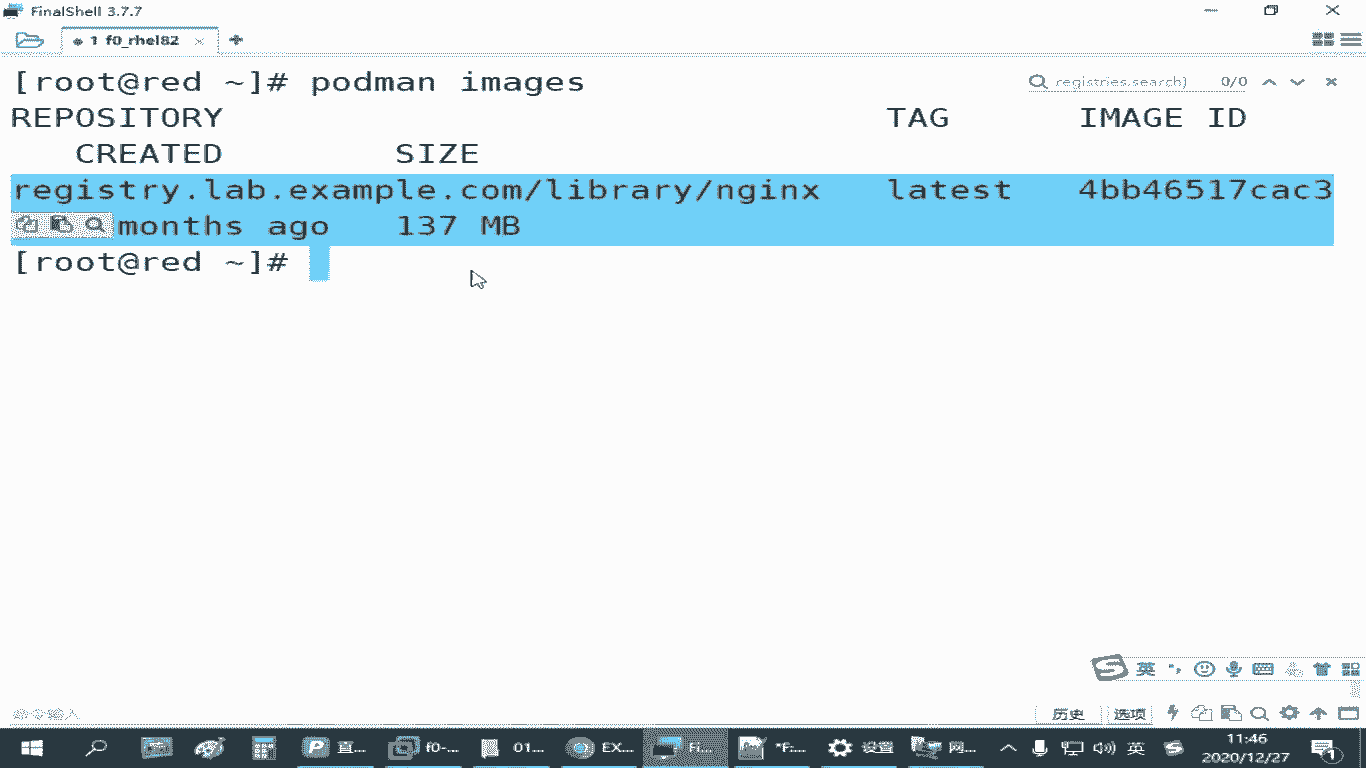 FinalShell 3.7.7
1 f0_rhel82
[root@red ~]# podman images
registries.search) 0/0
REPOSITORY TAG IMAGE ID
CREATED SIZE
registry.lab.example.com/library/nginx latest 4bb46517cac3
months ago 137 MB
[root@red ~]#
英
命令输入
历史 选项
直... f0-... 01... EX... Fi... *F:... 设置 网... 英 11:46
2020/12/27
1